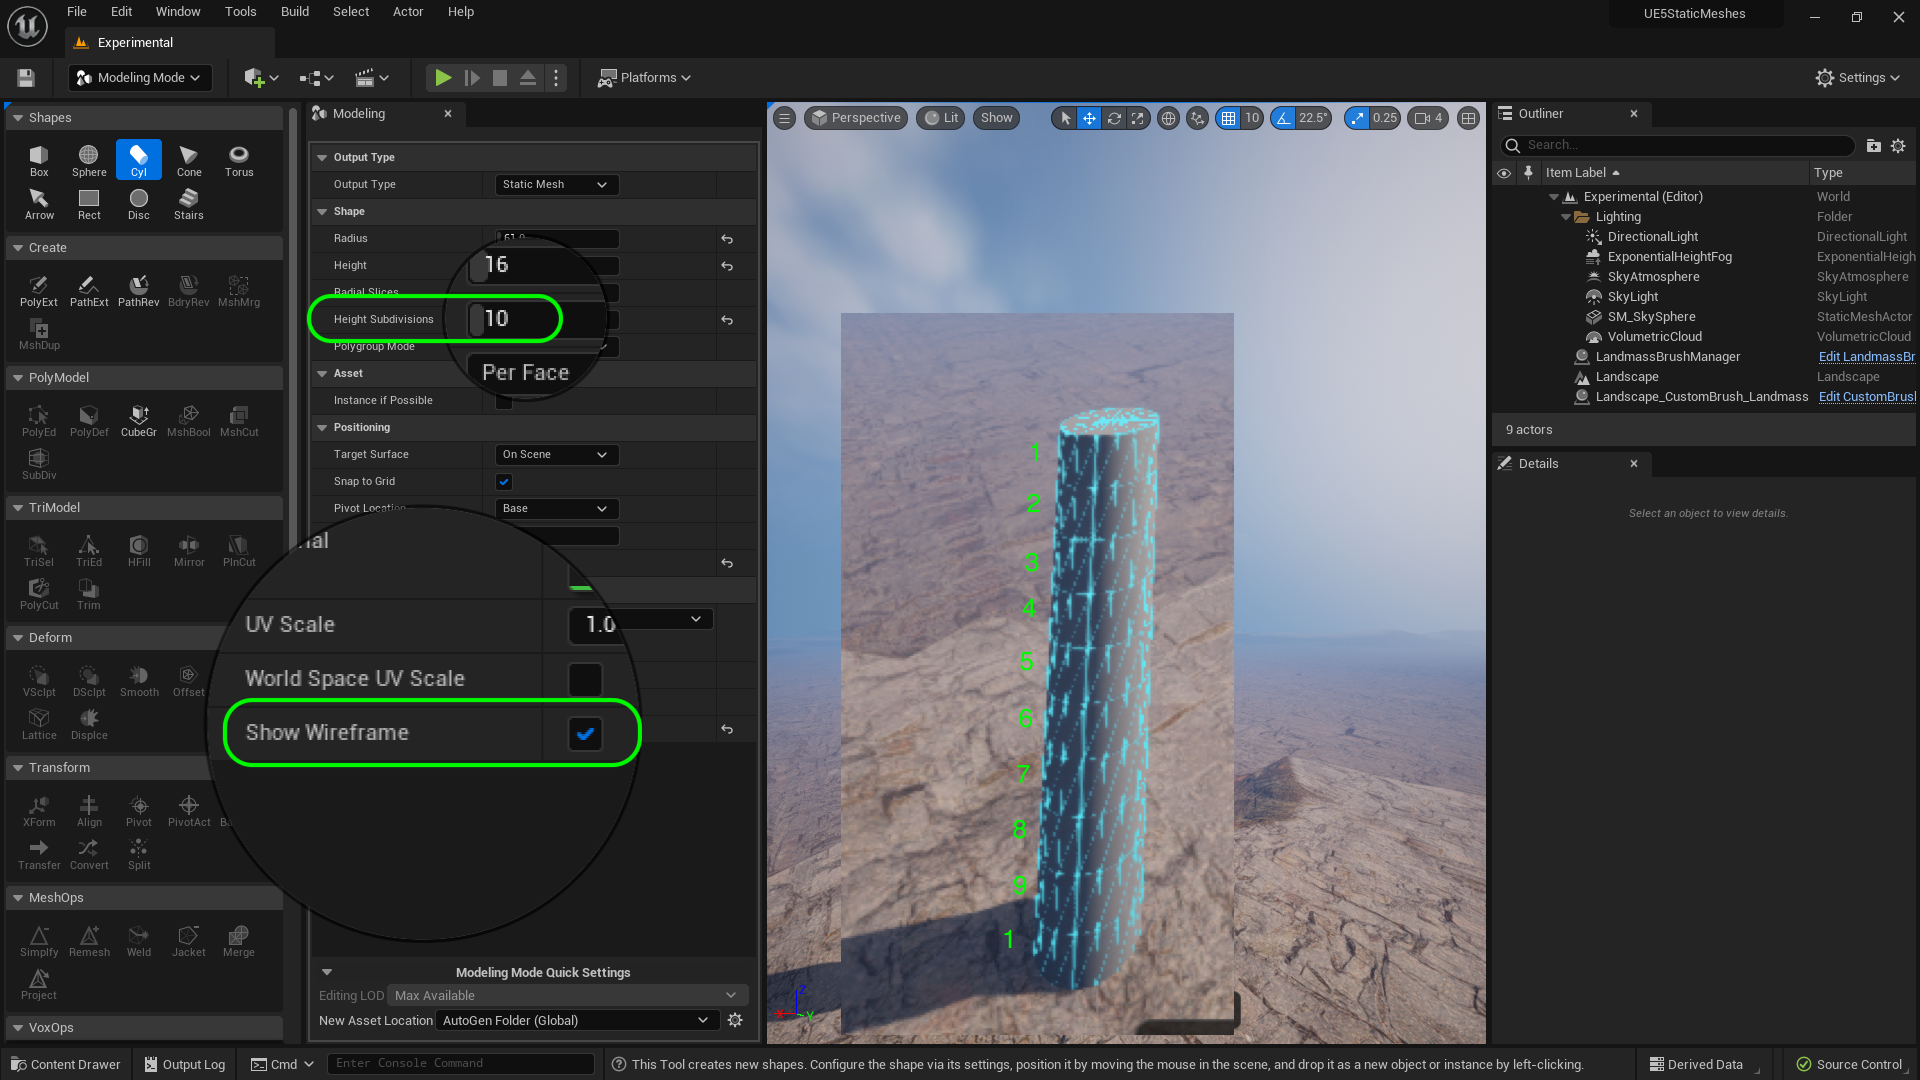 File Edit Window Tools Build Select Actor Help
UE5StaticMeshes
Experimental
Modeling Mode
Platforms
Settings
Shapes
Box Sphere Cyl Cone Torus
Arrow Rect Disc Stairs
Create
PolyExt PathExt PathRev BdryRev MshMrg
MshDup
PolyModel
PolyEd PolyDef CubeGr MshBool MshCut
SubDiv
TriModel
TriSel TriEd HFill Mirror PlnCut
PolyCut Trim
Deform
VSclpt DSclpt Smooth Offset
Lattice Displce
Transform
XForm Align Pivot PivotAct Ba
Transfer Convert Split
MeshOps
Simplfy Remesh Weld Jacket Merge
Project
VoxOps
Modeling
Output Type
Output Type Static Mesh
Shape
Radius
Height 16
Radial Slices
Height Subdivisions 10
Polygroup Mode
Per Face
Asset
Instance if Possible
Positioning
Target Surface On Scene
Snap to Grid
Pivot Location Base
UV Scale 1.0
World Space UV Scale
Show Wireframe
Modeling Mode Quick Settings
Editing LOD Max Available
New Asset Location AutoGen Folder (Global)
Perspective Lit Show 10 22.5° 0.25 4
1
2
3
4
5
6
7
8
9
1
Z
X Y
Outliner
Search...
Item Label Type
Experimental (Editor) World
Lighting Folder
DirectionalLight DirectionalLight
ExponentialHeightFog ExponentialHeigh
SkyAtmosphere SkyAtmosphere
SkyLight SkyLight
SM_SkySphere StaticMeshActor
VolumetricCloud VolumetricCloud
LandmassBrushManager Edit LandmassBr
Landscape Landscape
Landscape_CustomBrush_Landmass Edit CustomBrus
9 actors
Details
Select an object to view details.
Content Drawer Output Log Cmd Enter Console Command This Tool creates new shapes. Configure the shape via its settings, position it by moving the mouse in the scene, and drop it as a new object or instance by left-clicking. Derived Data Source Control